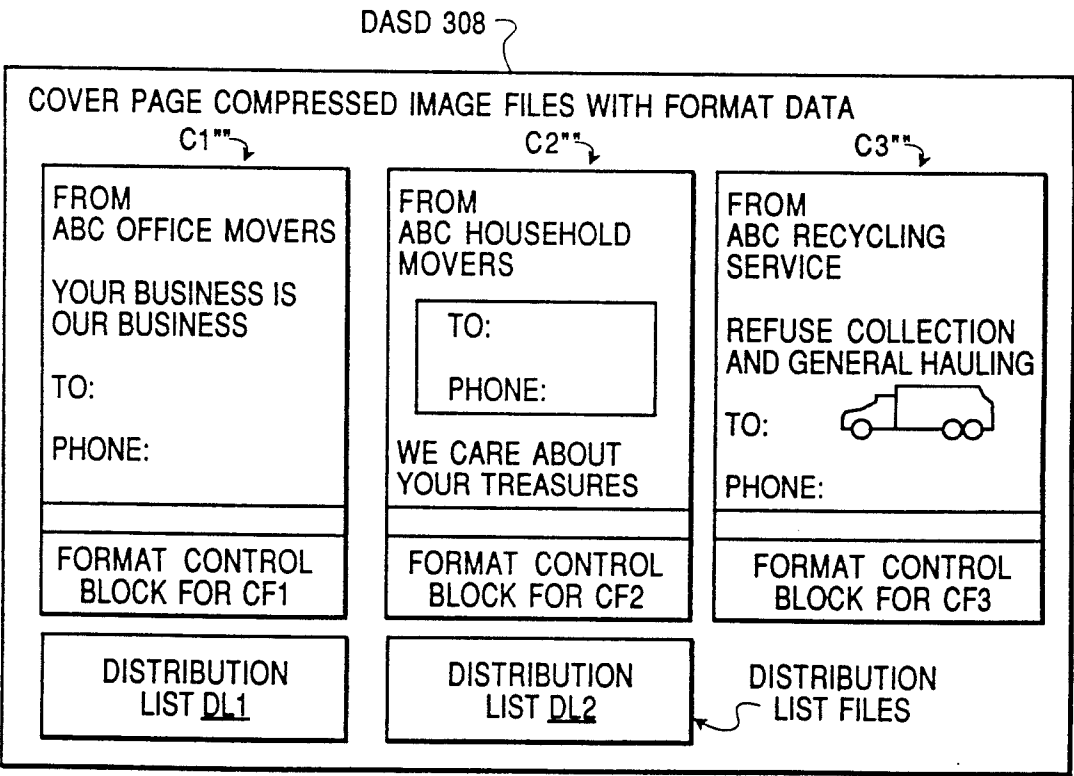 DASD 308
COVER PAGE COMPRESSED IMAGE FILES WITH FORMAT DATA
C1""
FROM
ABC OFFICE MOVERS
YOUR BUSINESS IS
OUR BUSINESS
TO:
PHONE:
FORMAT CONTROL
BLOCK FOR CF1
C2""
FROM
ABC HOUSEHOLD
MOVERS
TO:
PHONE:
WE CARE ABOUT
YOUR TREASURES
FORMAT CONTROL
BLOCK FOR CF2
C3""
FROM
ABC RECYCLING
SERVICE
REFUSE COLLECTION
AND GENERAL HAULING
TO:
PHONE:
FORMAT CONTROL
BLOCK FOR CF3
DISTRIBUTION
LIST DL1
DISTRIBUTION
LIST DL2
DISTRIBUTION
LIST FILES